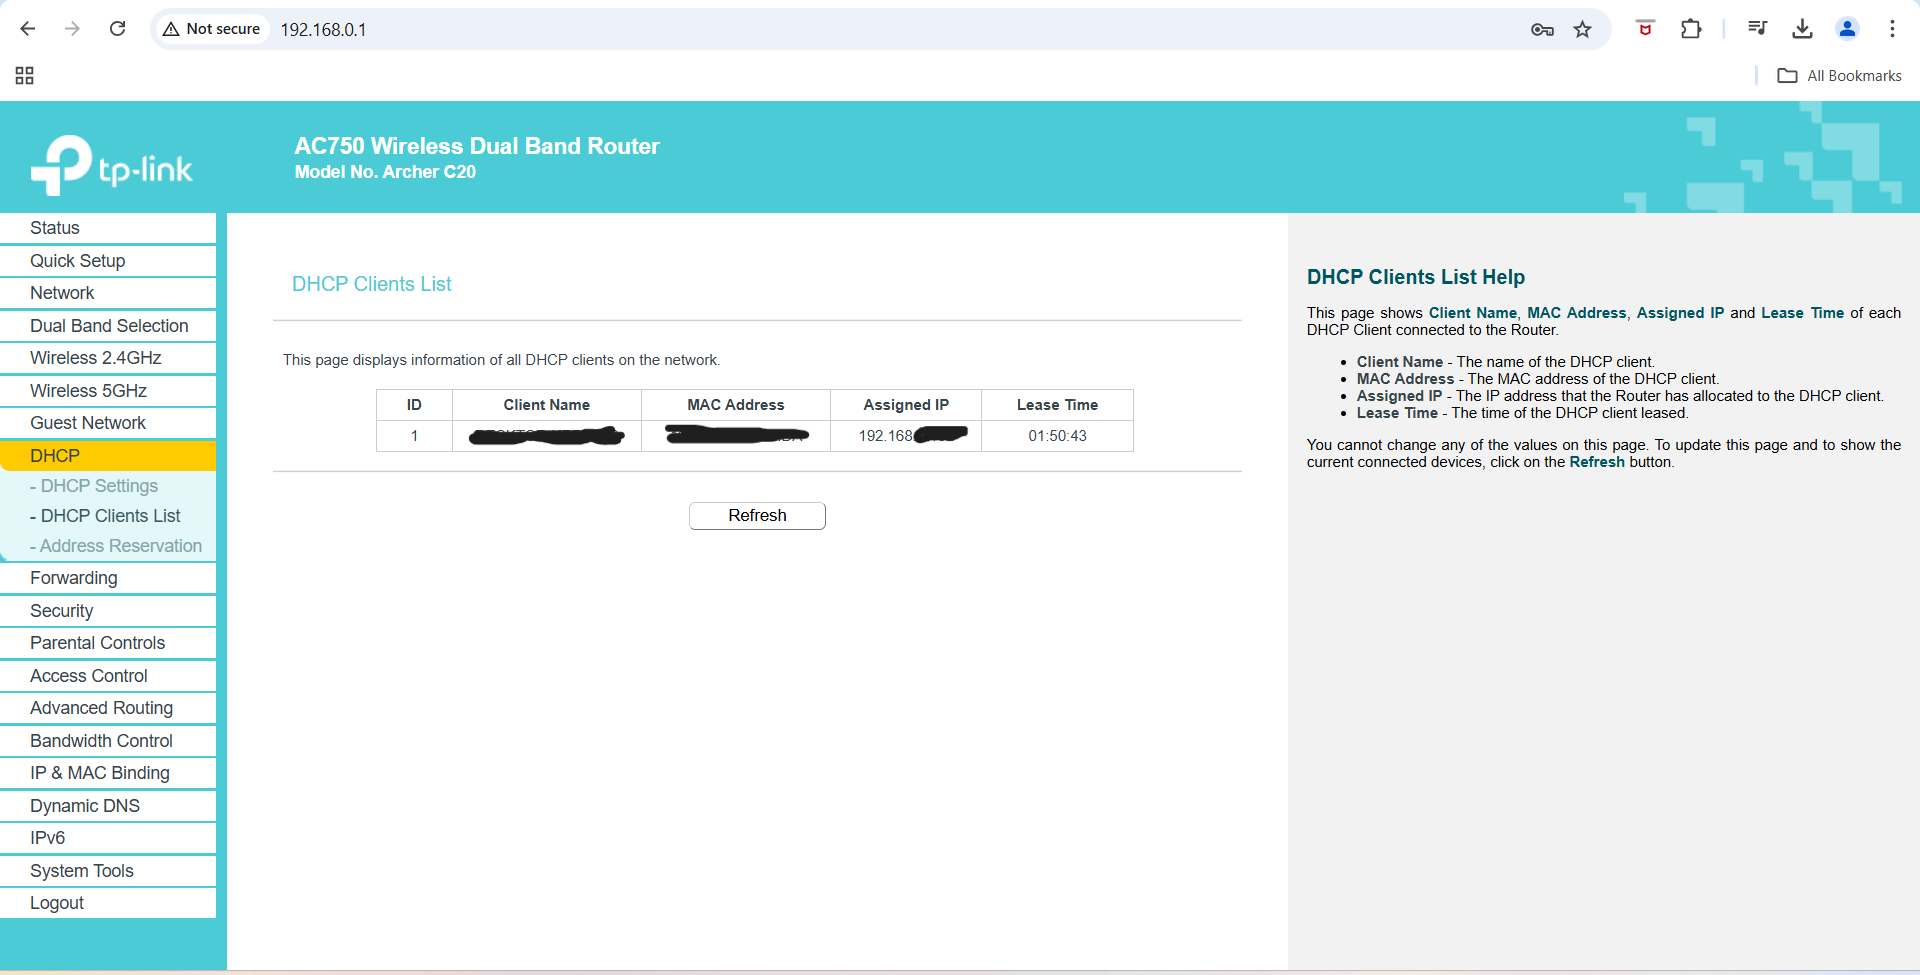 Not secure 192.168.0.1
All Bookmarks
tp-link
AC750 Wireless Dual Band Router
Model No. Archer C20
Status
Quick Setup
Network
Dual Band Selection
Wireless 2.4GHz
Wireless 5GHz
Guest Network
DHCP
- DHCP Settings
- DHCP Clients List
- Address Reservation
Forwarding
Security
Parental Controls
Access Control
Advanced Routing
Bandwidth Control
IP & MAC Binding
Dynamic DNS
IPv6
System Tools
Logout
DHCP Clients List
This page displays information of all DHCP clients on the network.
ID Client Name MAC Address Assigned IP Lease Time
1 192.168 01:50:43
Refresh
DHCP Clients List Help
This page shows Client Name, MAC Address, Assigned IP and Lease Time of each
DHCP Client connected to the Router.
• Client Name - The name of the DHCP client.
• MAC Address - The MAC address of the DHCP client.
• Assigned IP - The IP address that the Router has allocated to the DHCP client.
• Lease Time - The time of the DHCP client leased.
You cannot change any of the values on this page. To update this page and to show the
current connected devices, click on the Refresh button.